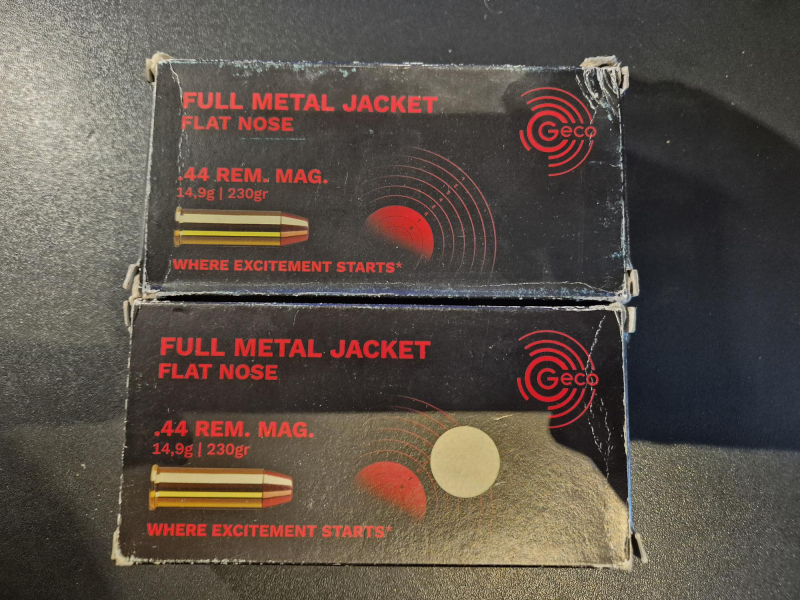 FULL METAL JACKET
FLAT NOSE
Geco
.44 REM. MAG.
14,9g | 230gr
WHERE EXCITEMENT STARTS*
FULL METAL JACKET
FLAT NOSE
Geco
.44 REM. MAG.
14,9g | 230gr
WHERE EXCITEMENT STARTS*